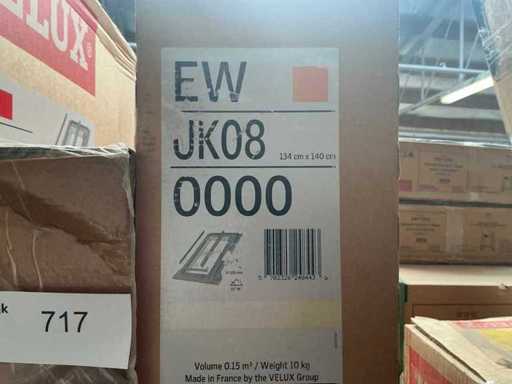 VELUX
EW
JK08
134 cm x 140 cm
0000
717
Volume 0.15 m³ / Weight 10 kg
Made in France by the VELUX Group